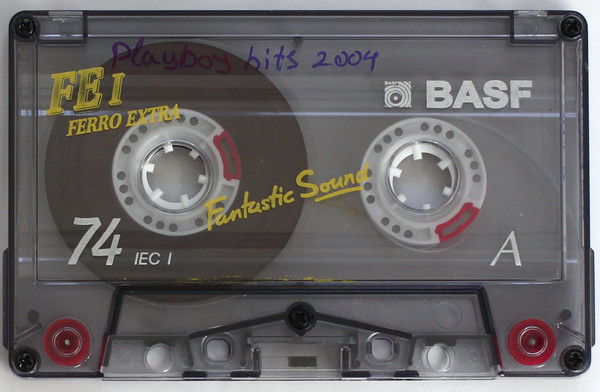 Playboy hits 2004
FE I
FERRO EXTRA
BASF
Fantastic Sound
74 IEC I
A